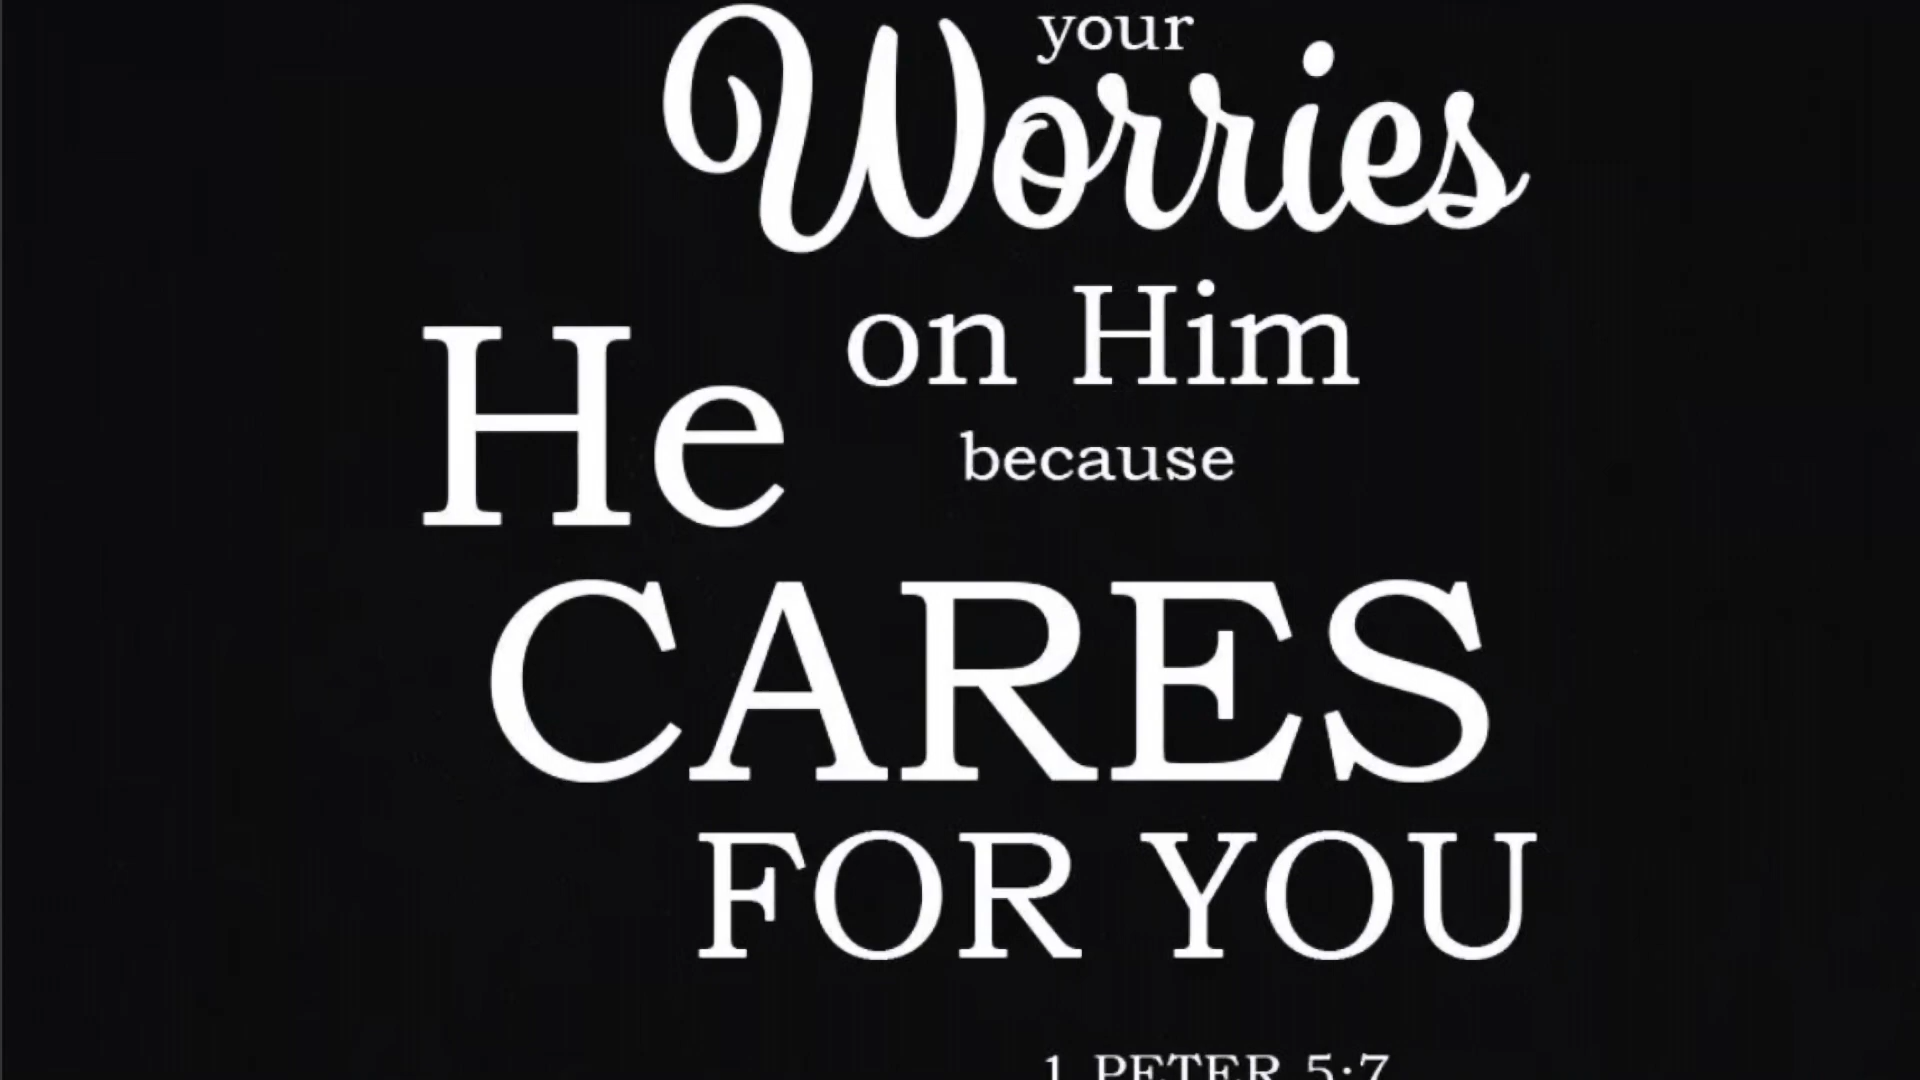 your
Worries
on Him
because
He
CARES
FOR YOU
1 PETER 5:7